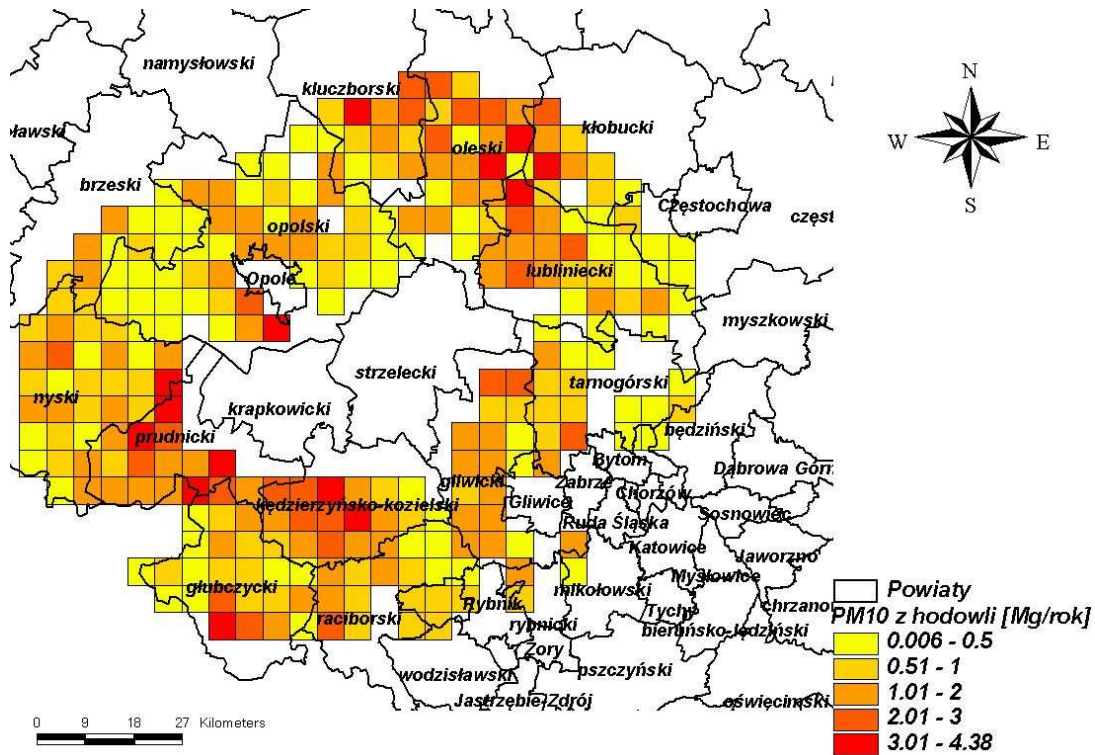 N
W E
S
namysłowski
kluczborski
kłobucki
oleski
brzeski
Częstochowa
częst
opolski
Opole
lubliniecki
myszkowski
strzelecki
tarnogórski
nyski
krapkowicki
prudnicki
będziński
Bytom
Dąbrowa Górn
gliwicki
Zabrze
Chorzów
Gliwice
Sosnowiec
kędzierzyńsko-kozielski
Ruda Śląska
Katowice
Jaworzno
głubczycki
mikołowski
Mysłowice
Rybnik
Tychy
chrzano
raciborski
rybnicki
bieruńsko-lędziński
Żory
wodzisławski
pszczyński
Jastrzębie-Zdrój
oświęcimski
Powiaty
PM10 z hodowli [Mg/rok]
0.006 - 0.5
0.51 - 1
1.01 - 2
2.01 - 3
3.01 - 4.38
0 9 18 27 Kilometers